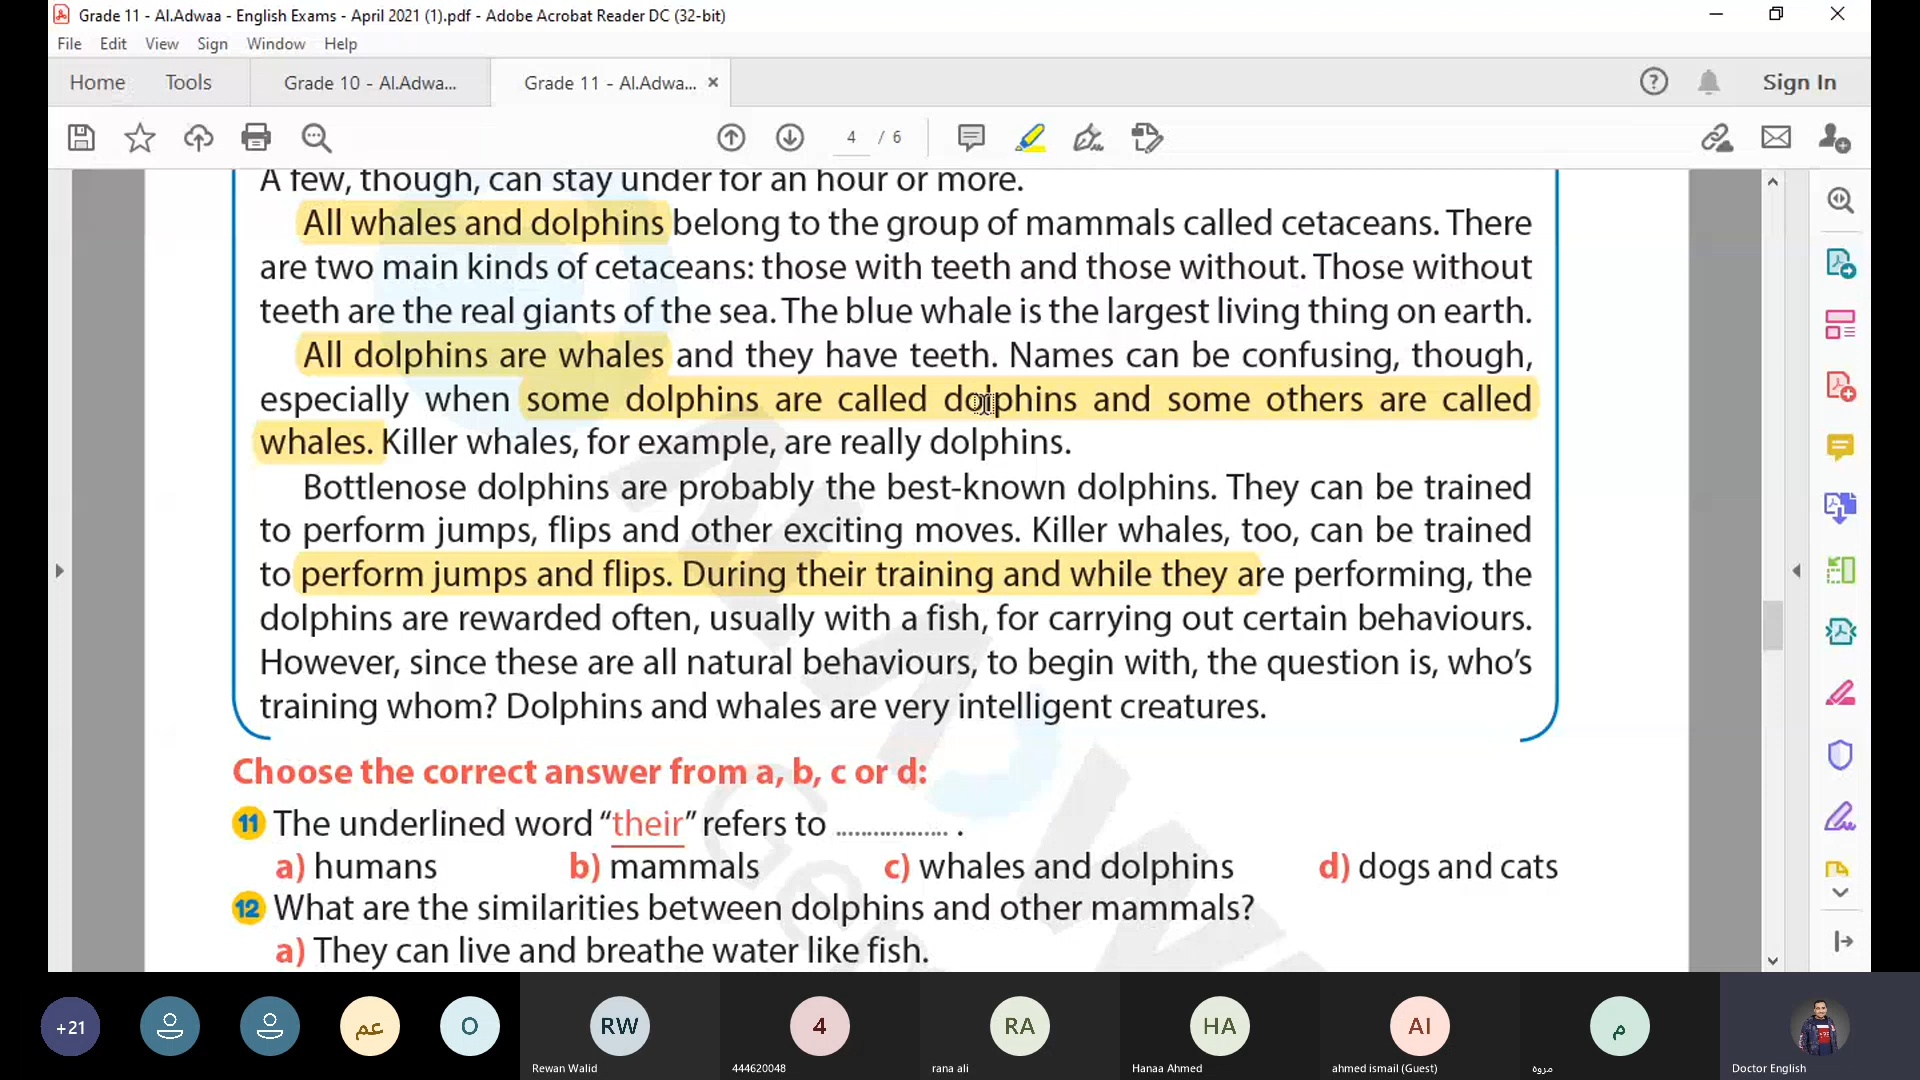 Grade 11 - Al.Adwaa - English Exams - April 2021 (1).pdf - Adobe Acrobat Reader DC (32-bit)
File Edit View Sign Window Help
Home Tools Grade 10 - Al.Adwa... Grade 11 - Al.Adwa... ×
Sign In
4 / 6
A few, though, can stay under for an hour or more.
All whales and dolphins belong to the group of mammals called cetaceans. There
are two main kinds of cetaceans: those with teeth and those without. Those without
teeth are the real giants of the sea. The blue whale is the largest living thing on earth.
All dolphins are whales and they have teeth. Names can be confusing, though,
especially when some dolphins are called dolphins and some others are called
whales. Killer whales, for example, are really dolphins.
Bottlenose dolphins are probably the best-known dolphins. They can be trained
to perform jumps, flips and other exciting moves. Killer whales, too, can be trained
to perform jumps and flips. During their training and while they are performing, the
dolphins are rewarded often, usually with a fish, for carrying out certain behaviours.
However, since these are all natural behaviours, to begin with, the question is, who's
training whom? Dolphins and whales are very intelligent creatures.
Choose the correct answer from a, b, c or d:
11 The underlined word “their” refers to .................. .
a) humans b) mammals c) whales and dolphins d) dogs and cats
12 What are the similarities between dolphins and other mammals?
a) They can live and breathe water like fish.
+21 عم O RW 4 RA HA AI م
Rewan Walid 444620048 rana ali Hanaa Ahmed ahmed ismail (Guest) مروة Doctor English